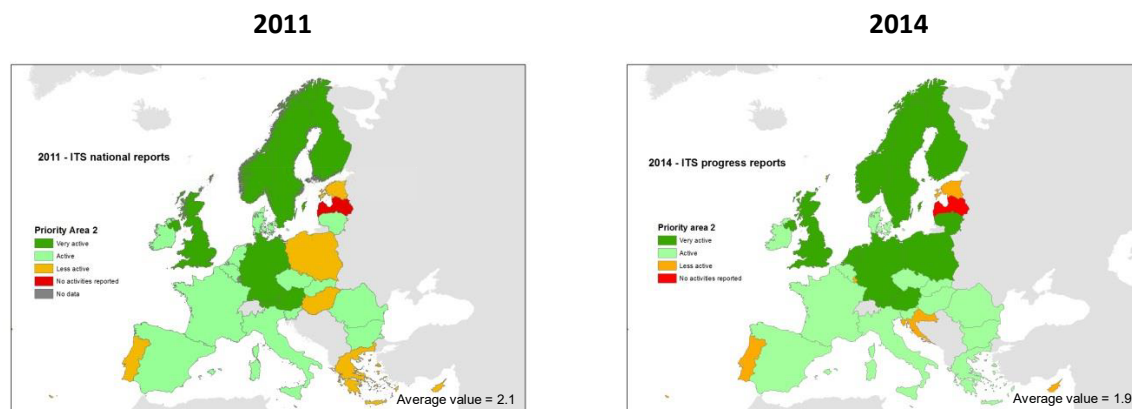 2011
2014
2011 - ITS national reports
Priority Area 2
Very active
Active
Less active
No activities reported
No data
Average value = 2.1
2014 - ITS progress reports
Priority Area 2
Very active
Active
Less active
No activities reported
Average value = 1.9